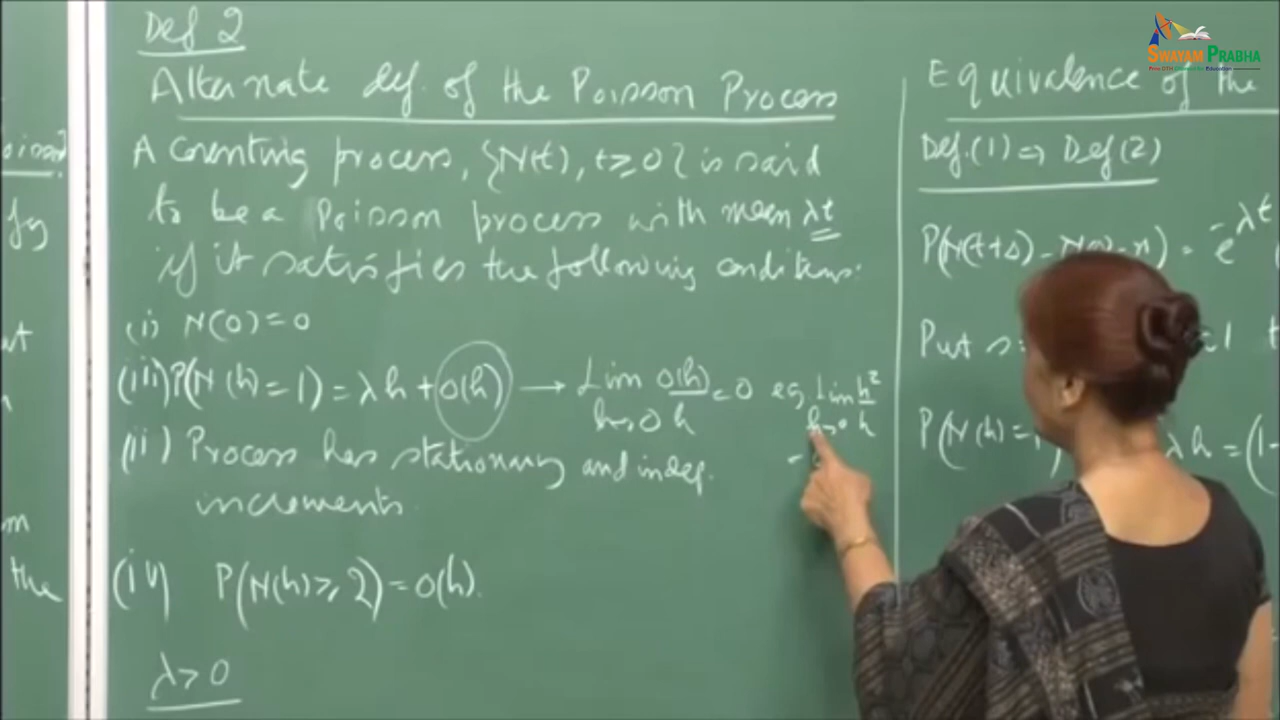 Def 2
Alternate def. of the Poisson Process
A Counting process, {N(t), t ≥ 0} is said
to be a Poisson process with mean λt
if it satisfies the following conditions:
(i) N(0) = 0
(iii) P(N(h) = 1) = λh + o(h) → Lim o(h)/h = 0 eg. Lim h²/h
h→0 h→0
(ii) Process has stationary and indep.
increments.
(iv) P(N(h) ≥ 2) = o(h).
λ > 0
Equivalence of the
Def. (1) ⇒ Def (2)
P(N(t+s) - N(s) = n) = e^-λt (
Put s =
P(N(h) = 1) λh = (1-
the
SWAYAM PRABHA